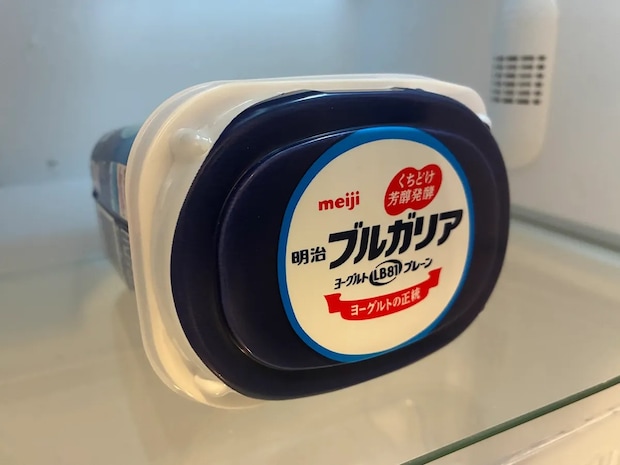 meiji
くちどけ
芳醇発酵
明治 ブルガリア
ヨーグルト LB81 プレーン
ヨーグルトの正統